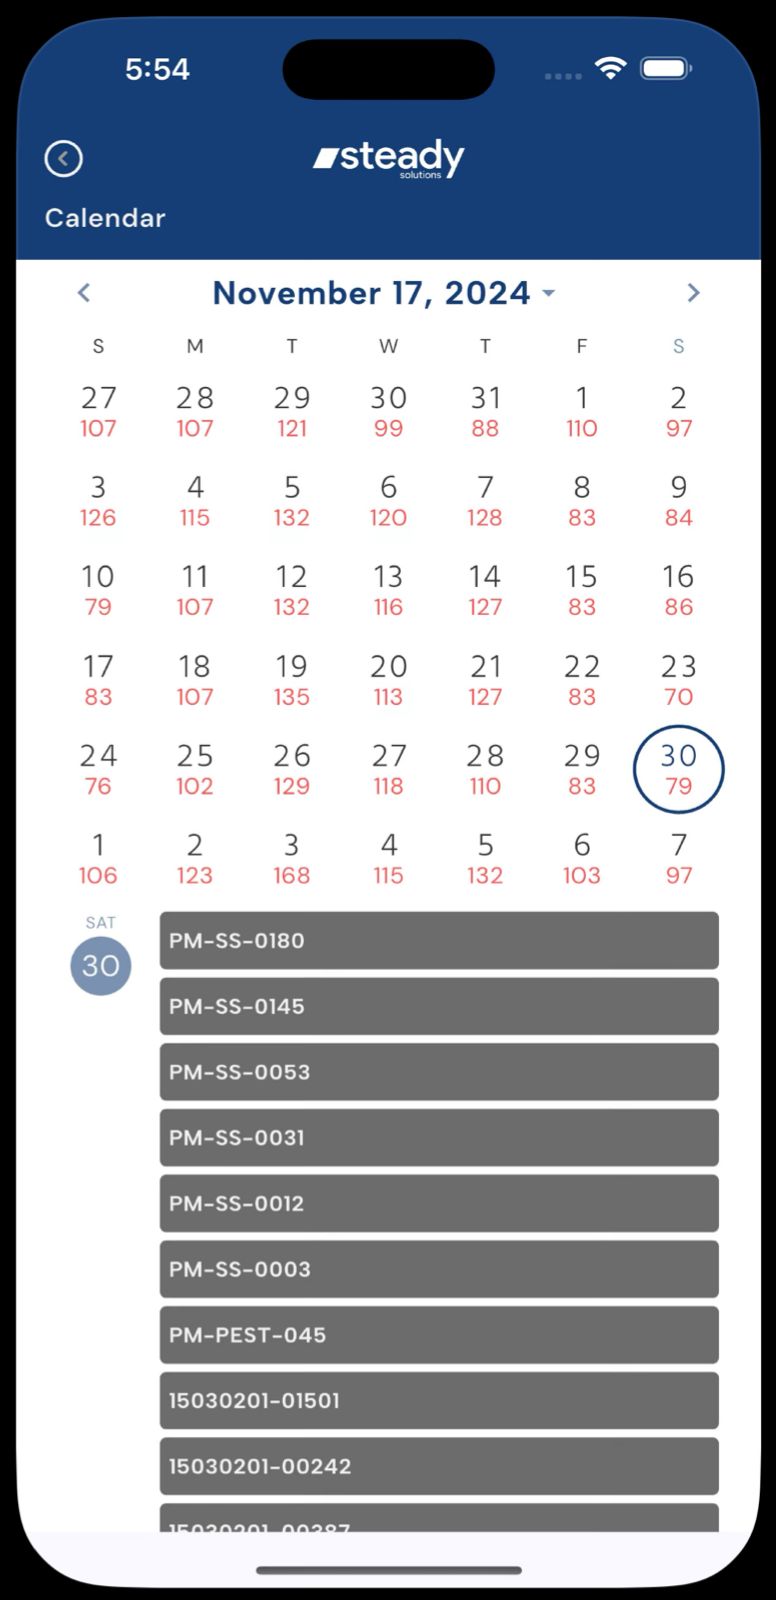 5:54
steady
solutions
Calendar
November 17, 2024
S M T W T F S
27 28 29 30 31 1 2
107 107 121 99 88 110 97
3 4 5 6 7 8 9
126 115 132 120 128 83 84
10 11 12 13 14 15 16
79 107 132 116 127 83 86
17 18 19 20 21 22 23
83 107 135 113 127 83 70
24 25 26 27 28 29 30
76 102 129 118 110 83 79
1 2 3 4 5 6 7
106 123 168 115 132 103 97
SAT
30
PM-SS-0180
PM-SS-0145
PM-SS-0053
PM-SS-0031
PM-SS-0012
PM-SS-0003
PM-PEST-045
15030201-01501
15030201-00242
15030201-00387